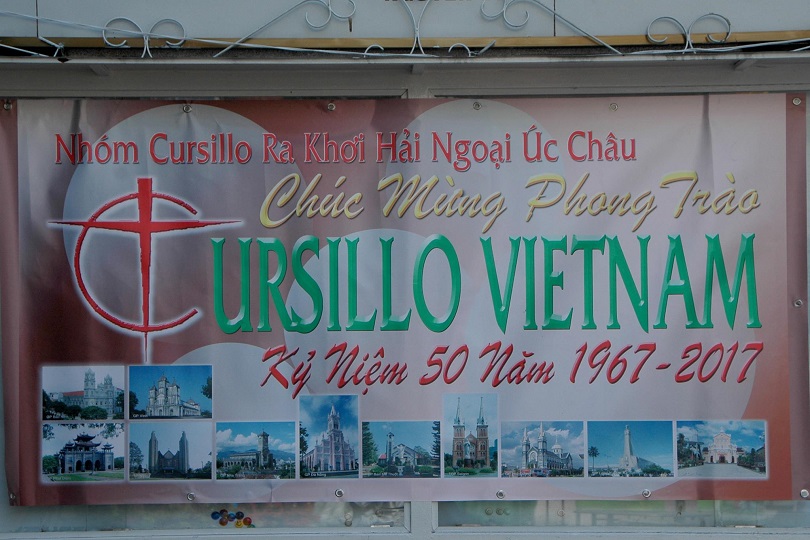 Nhóm Cursillo Ra Khơi Hải Ngoại Úc Châu
Chúc Mừng Phong Trào
CURSILLO VIETNAM
Kỷ Niệm 50 Năm 1967-2017